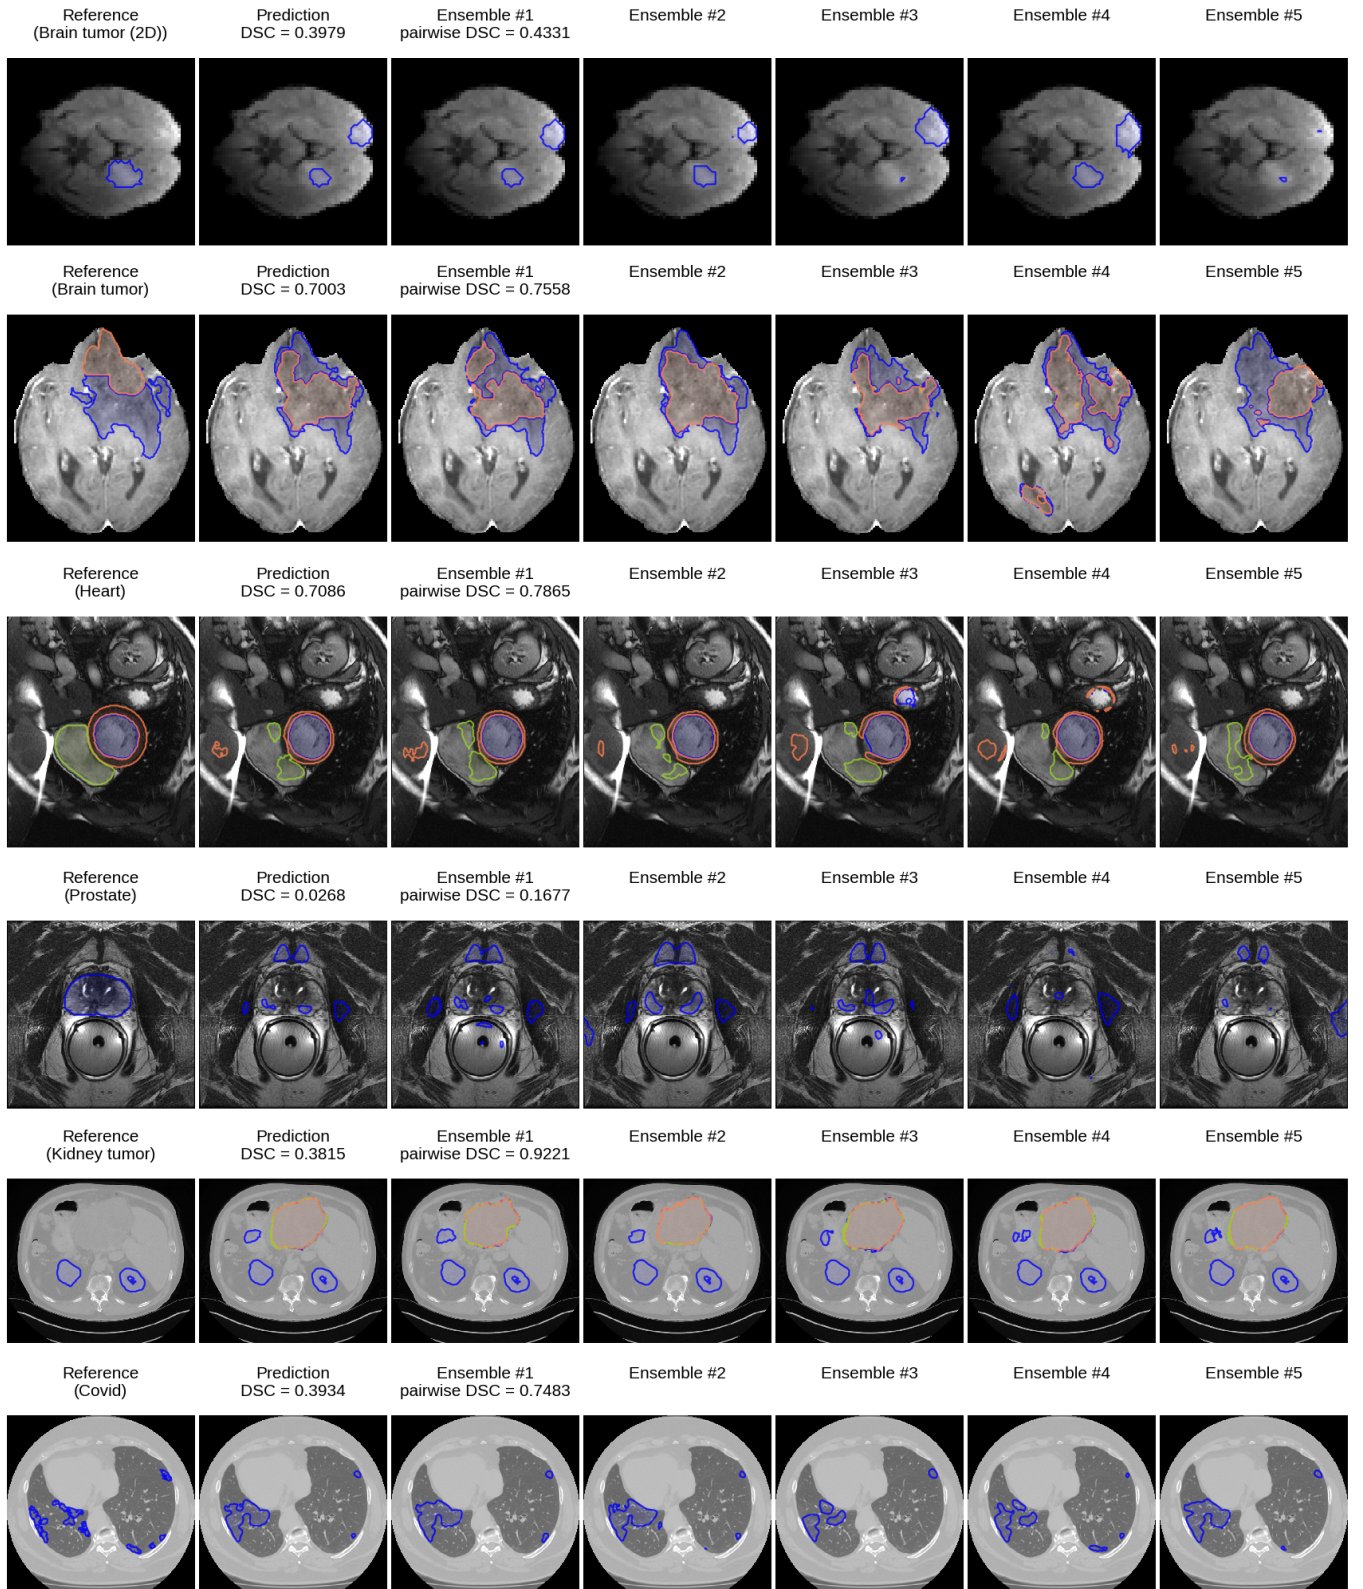 Reference
(Brain tumor (2D))
Prediction
DSC = 0.3979
Ensemble #1
pairwise DSC = 0.4331
Ensemble #2
Ensemble #3
Ensemble #4
Ensemble #5
Reference
(Brain tumor)
Prediction
DSC = 0.7003
Ensemble #1
pairwise DSC = 0.7558
Ensemble #2
Ensemble #3
Ensemble #4
Ensemble #5
Reference
(Heart)
Prediction
DSC = 0.7086
Ensemble #1
pairwise DSC = 0.7865
Ensemble #2
Ensemble #3
Ensemble #4
Ensemble #5
Reference
(Prostate)
Prediction
DSC = 0.0268
Ensemble #1
pairwise DSC = 0.1677
Ensemble #2
Ensemble #3
Ensemble #4
Ensemble #5
Reference
(Kidney tumor)
Prediction
DSC = 0.3815
Ensemble #1
pairwise DSC = 0.9221
Ensemble #2
Ensemble #3
Ensemble #4
Ensemble #5
Reference
(Covid)
Prediction
DSC = 0.3934
Ensemble #1
pairwise DSC = 0.7483
Ensemble #2
Ensemble #3
Ensemble #4
Ensemble #5